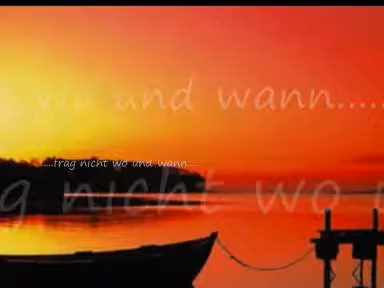 wo und wann.....
....frag nicht wo und wann....
g nicht wo u